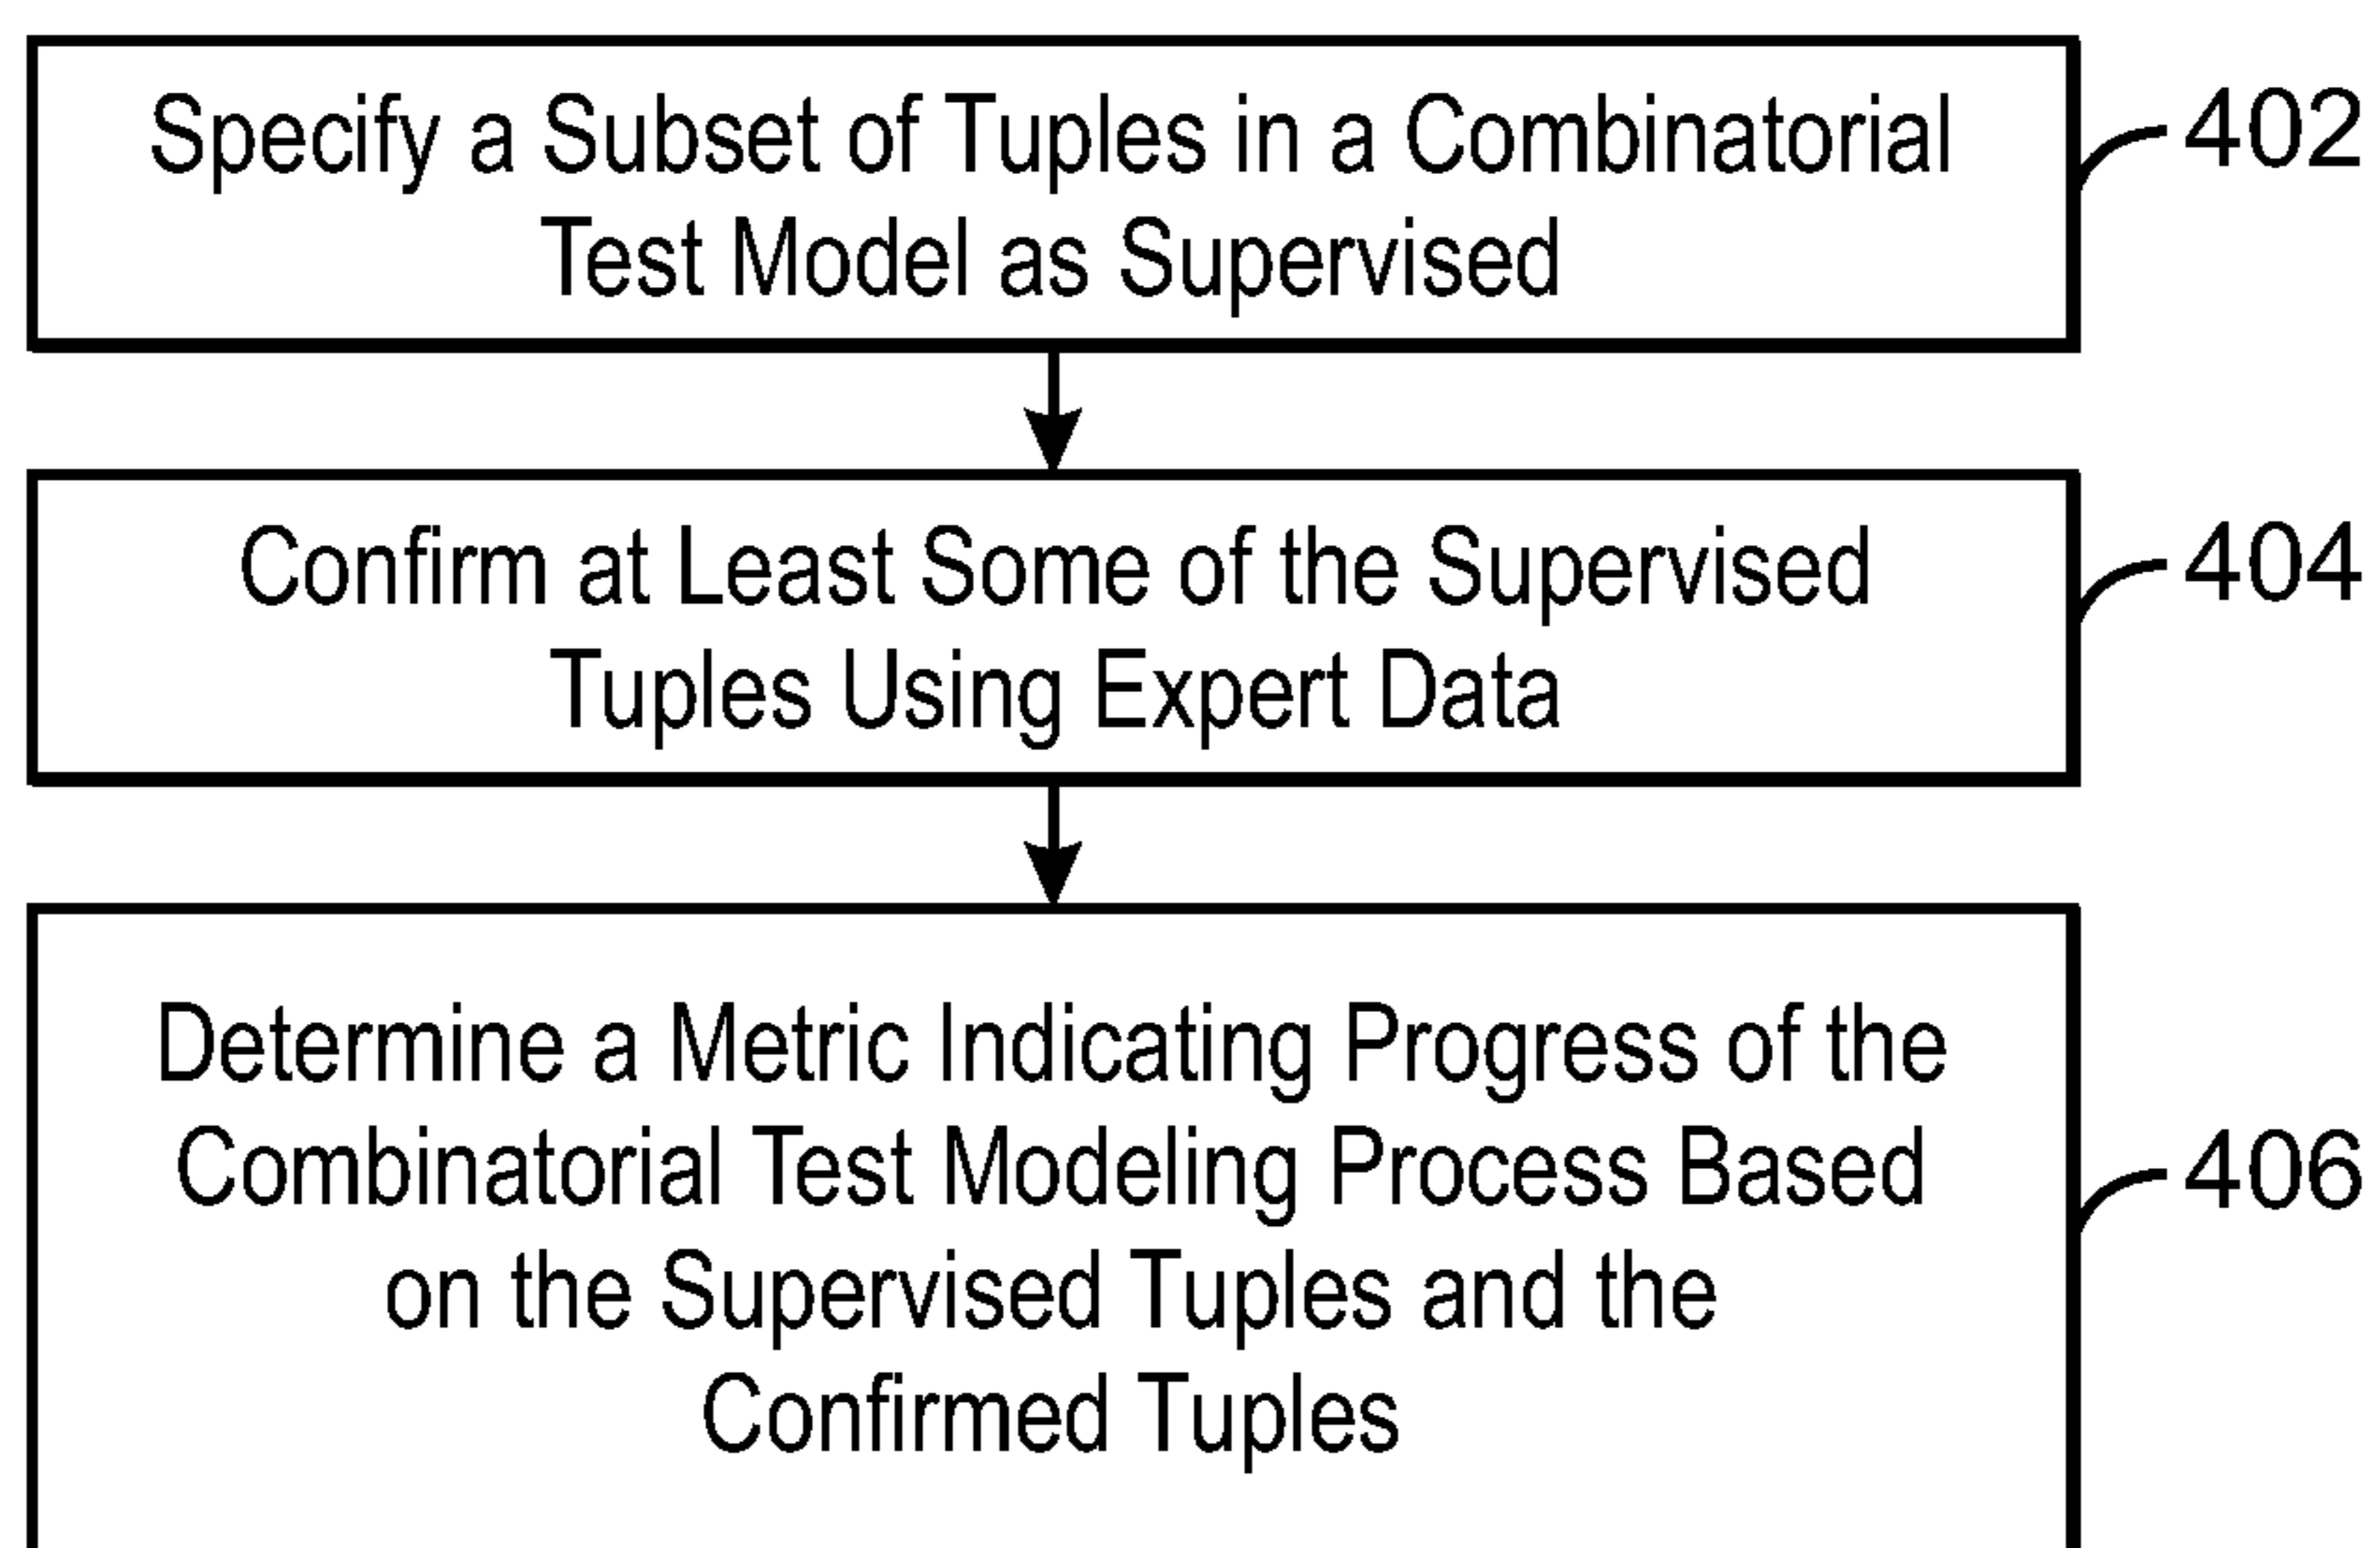 Specify a Subset of Tuples in a Combinatorial
Test Model as Supervised
402
Confirm at Least Some of the Supervised
Tuples Using Expert Data
404
Determine a Metric Indicating Progress of the
Combinatorial Test Modeling Process Based
on the Supervised Tuples and the
Confirmed Tuples
406